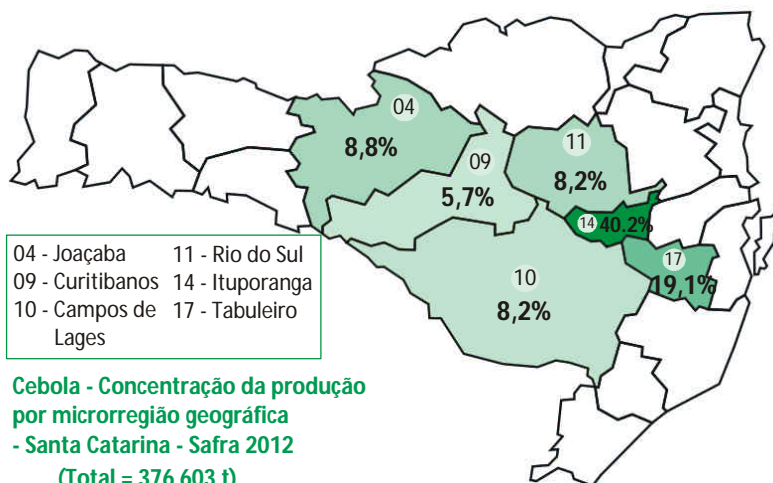 04
8,8%
09
5,7%
11
8,2%
14 40.2%
17
19,1%
10
8,2%
04 - Joaçaba 11 - Rio do Sul
09 - Curitibanos 14 - Ituporanga
10 - Campos de 17 - Tabuleiro
Lages
Cebola - Concentração da produção
por microrregião geográfica
- Santa Catarina - Safra 2012
(Total = 376.603 t)